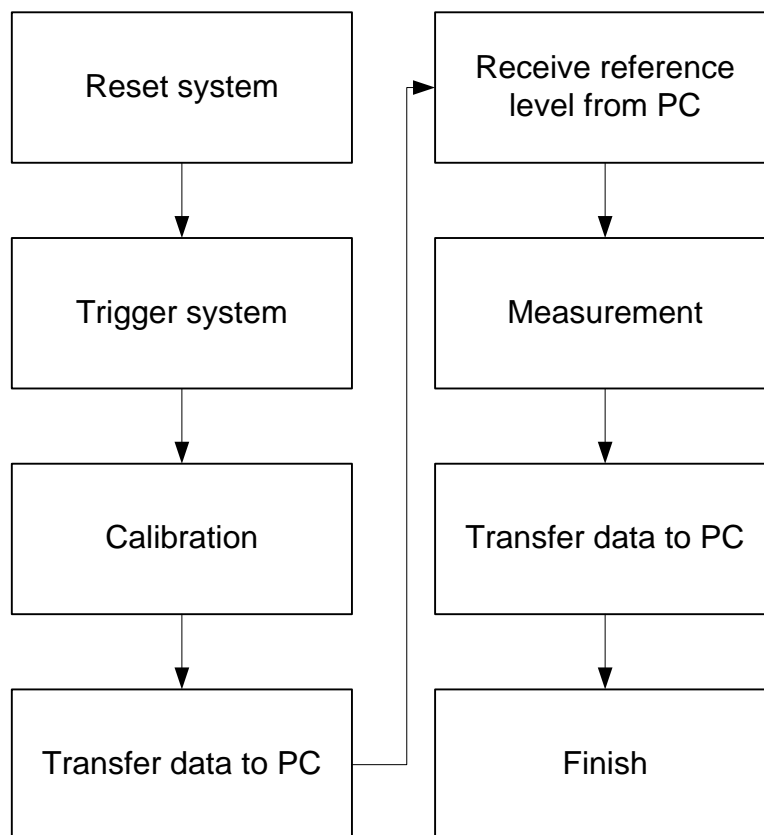 Reset system
Trigger system
Calibration
Transfer data to PC
Receive reference
level from PC
Measurement
Transfer data to PC
Finish